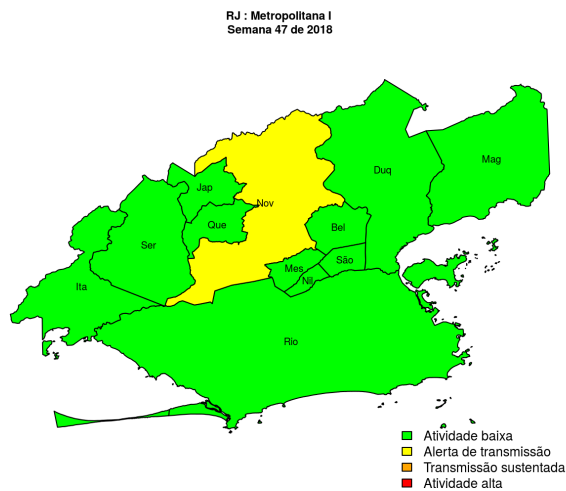 RJ : Metropolitana I
Semana 47 de 2018
Mag
Duq
Jap
Nov
Que
Bel
Ser
São
Mes
Nil
Ita
Rio
Atividade baixa
Alerta de transmissão
Transmissão sustentada
Atividade alta